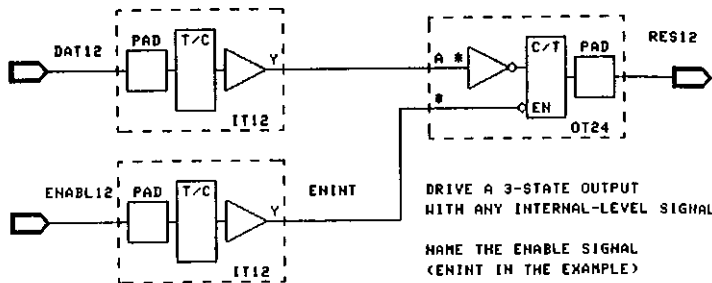 DAT12
PAD
T/C
Y
IT12
A *
C/T
PAD
RES12
*
EN
OT24
ENABL12
PAD
T/C
Y
ENINT
IT12
DRIVE A 3-STATE OUTPUT
WITH ANY INTERNAL-LEVEL SIGNAL
NAME THE ENABLE SIGNAL
(ENINT IN THE EXAMPLE)